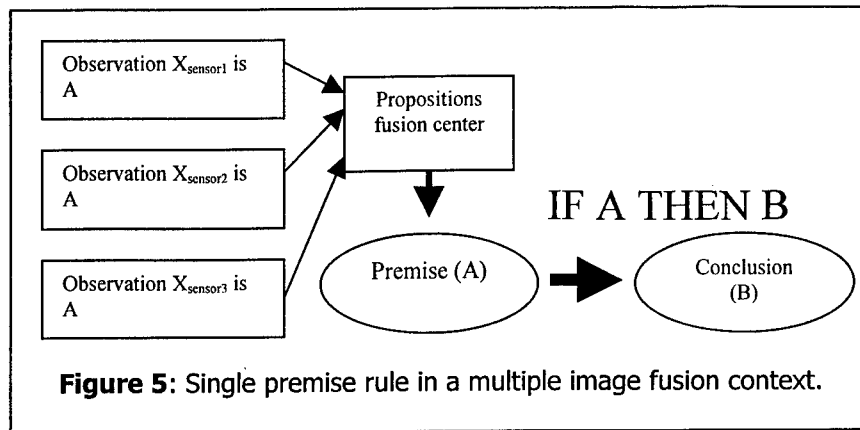 Observation Xsensor1 is
A
Propositions
fusion center
Observation Xsensor2 is
A
IF A THEN B
Observation Xsensor3 is
A
Premise (A)
Conclusion
(B)
Figure 5: Single premise rule in a multiple image fusion context.